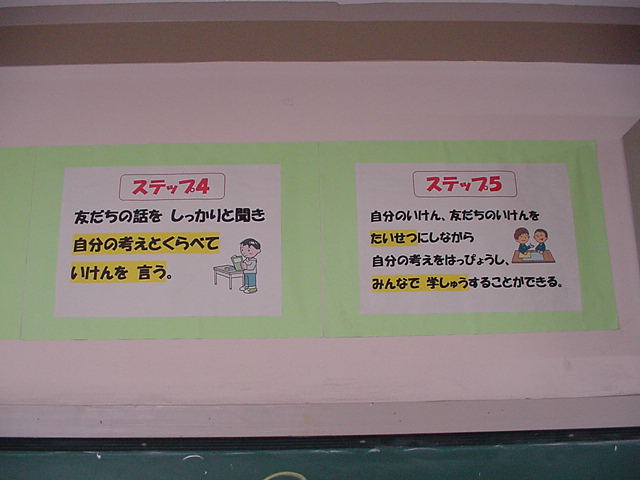 ステップ4
友だちの話を しっかりと聞き
自分の考えとくらべて
いけんを 言う。
ステップ5
自分のいけん、友だちのいけんを
たいせつにしながら
自分の考えをはっぴょうし、
みんなで 学しゅうすることができる。